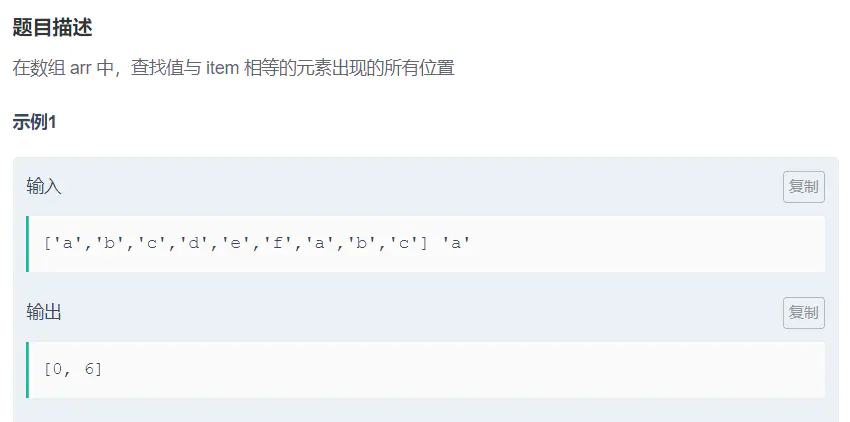 题目描述
在数组 arr 中，查找值与 item 相等的元素出现的所有位置
示例1
输入
复制
['a','b','c','d','e','f','a','b','c'] 'a'
输出
复制
[0, 6]